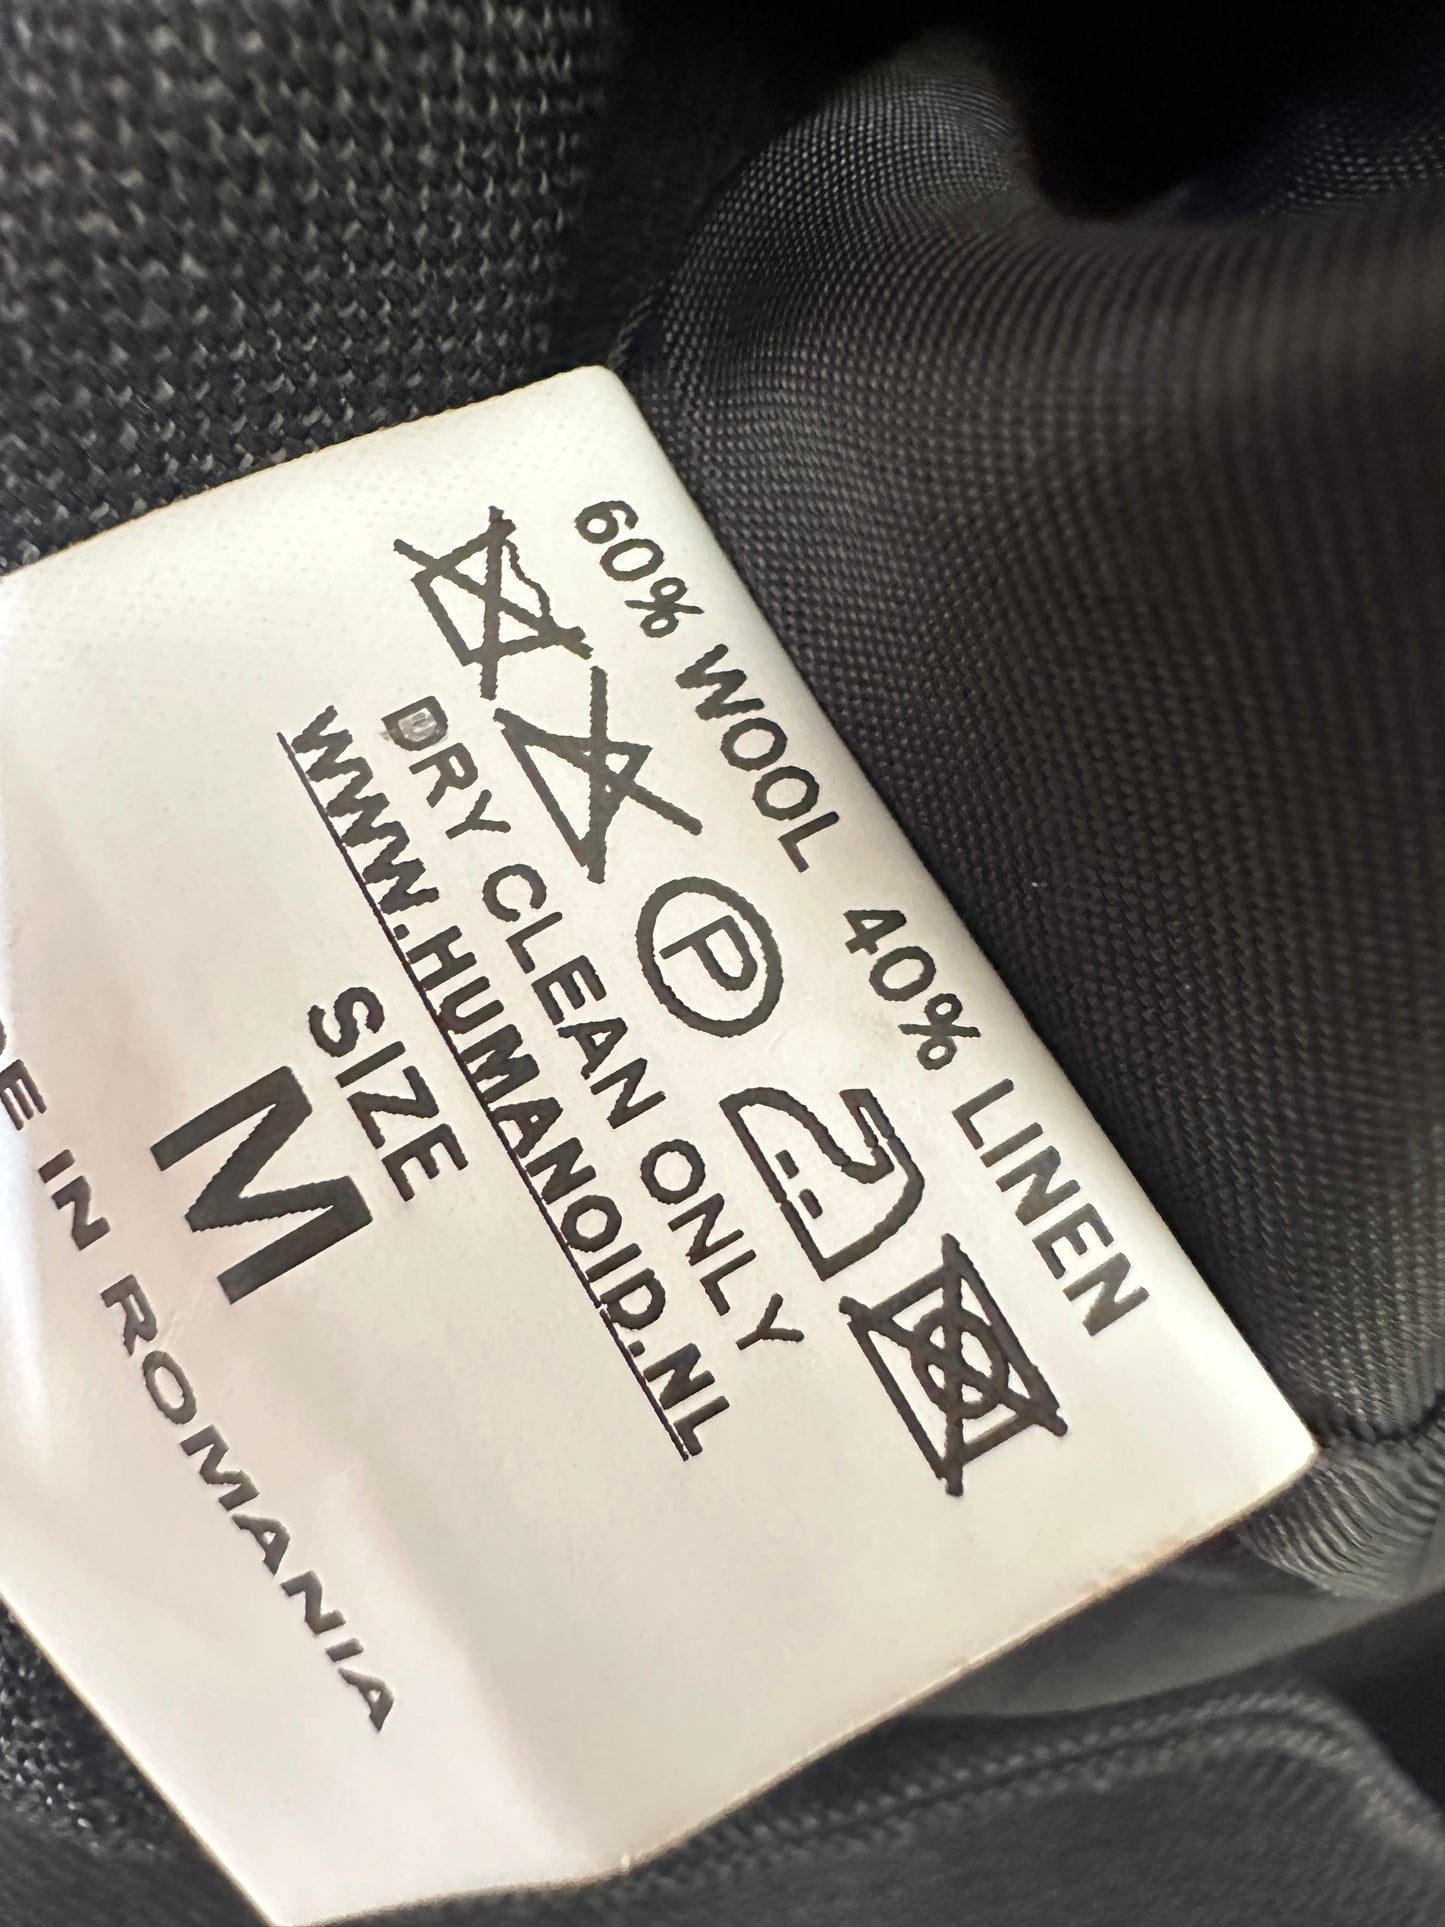 60% WOOL 40% LINEN
P
DRY CLEAN ONLY
WWW.HUMANOID.NL
SIZE
M
IN ROMANIA